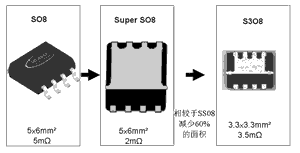 SO8
Super SO8
S3O8
相较于SS08
减少60%
的面积
5x6mm²
5mΩ
5x6mm²
2mΩ
3.3x3.3mm²
3.5mΩ